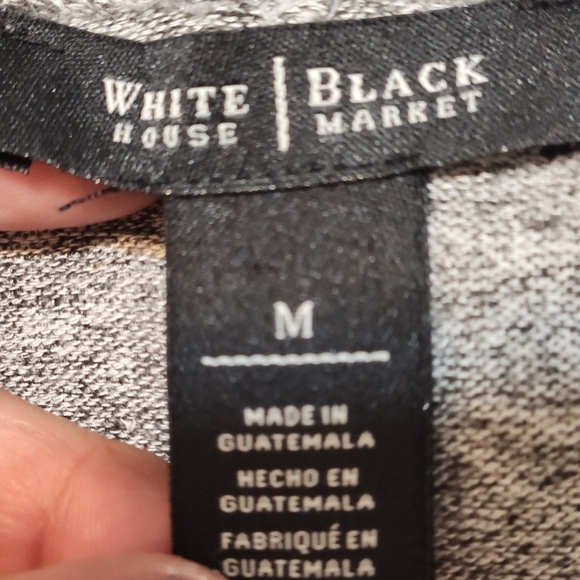 WHITE | BLACK
HOUSE | MARKET
M
MADE IN
GUATEMALA
HECHO EN
GUATEMALA
FABRIQUÉ EN
GUATEMALA